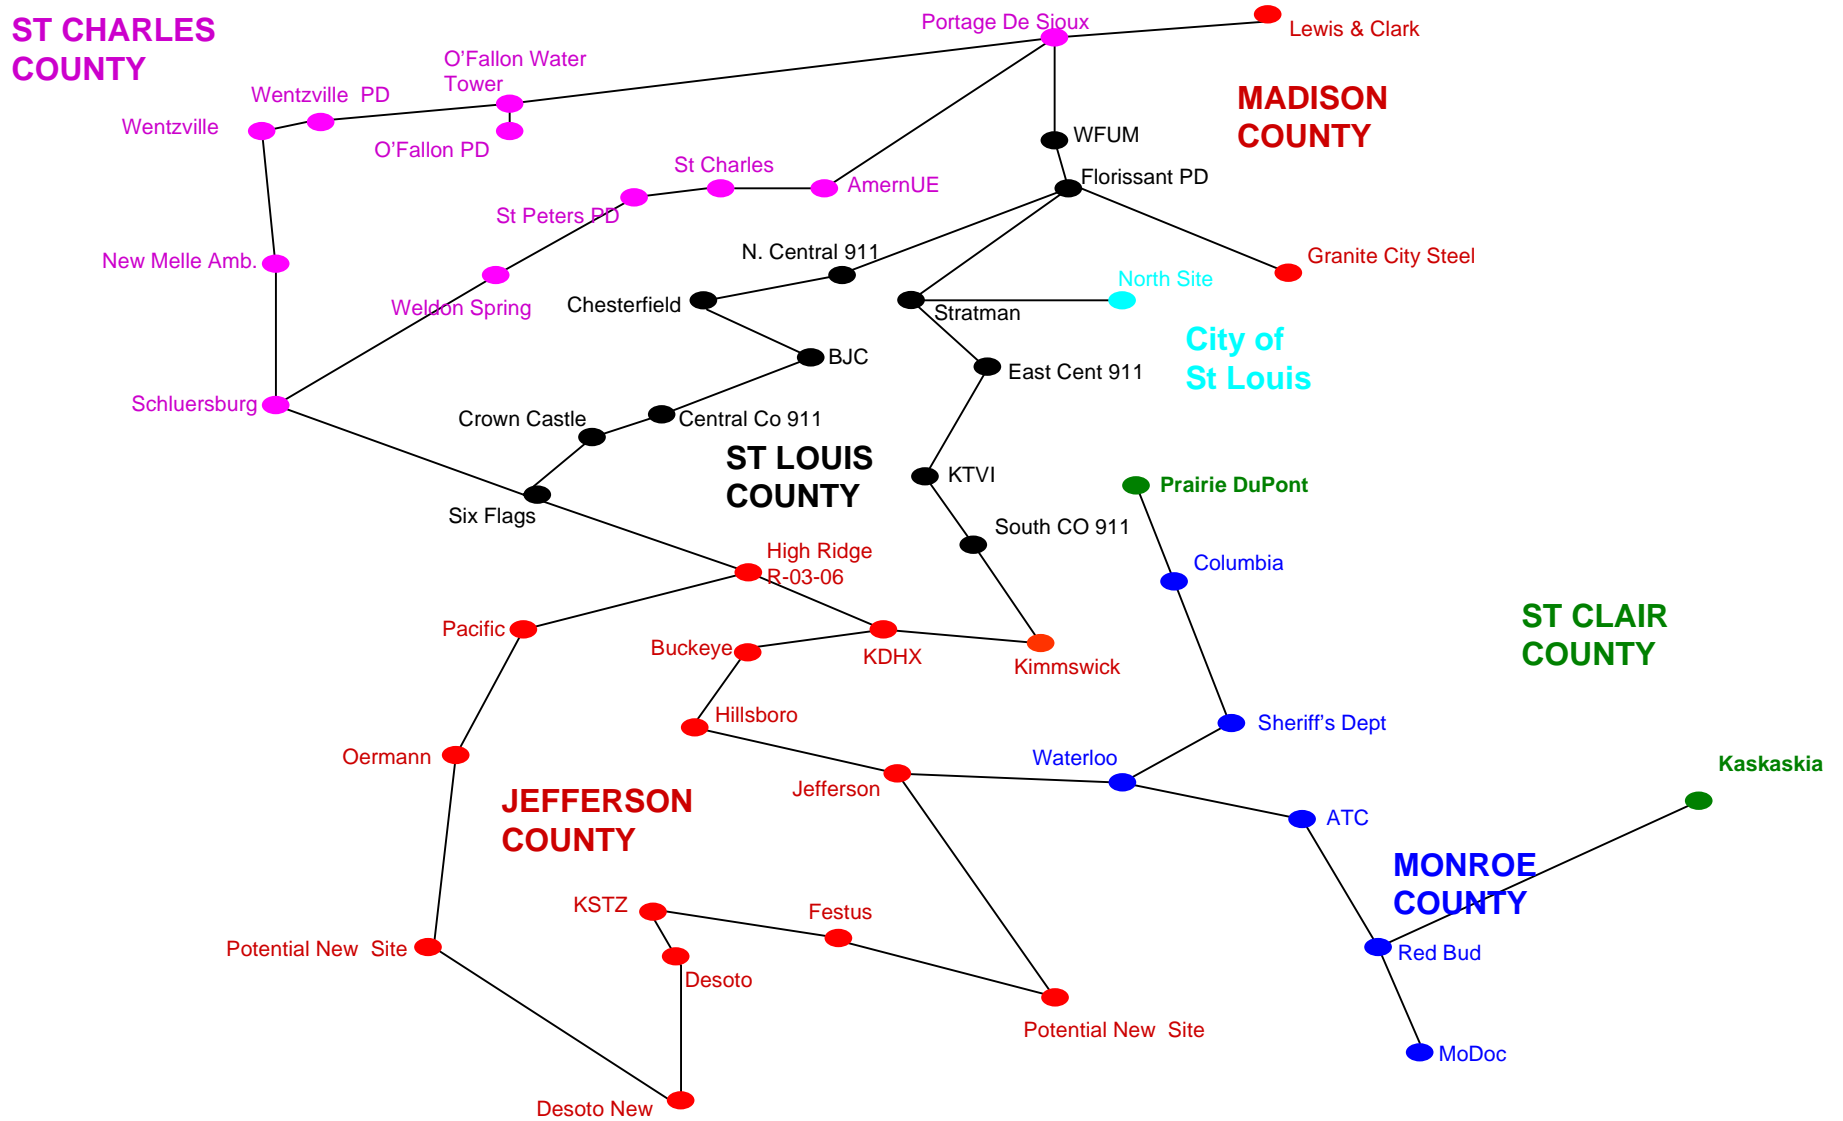 ST CHARLES
COUNTY
Portage De Sioux
Lewis & Clark
O'Fallon Water
Tower
Wentzville  PD
Wentzville
O'Fallon PD
MADISON
COUNTY
WFUM
St Charles
AmernUE
Florissant PD
St Peters PD
N. Central 911
New Melle Amb.
Granite City Steel
North Site
Weldon Spring
Chesterfield
Stratman
City of
St Louis
BJC
East Cent 911
Schluersburg
Crown Castle
Central Co 911
ST LOUIS
COUNTY
KTVI
Prairie DuPont
Six Flags
South CO 911
High Ridge
R-03-06
Columbia
ST CLAIR
COUNTY
Pacific
Buckeye
KDHX
Kimmswick
Hillsboro
Sheriff's Dept
Oermann
Waterloo
Kaskaskia
Jefferson
JEFFERSON
COUNTY
ATC
MONROE
COUNTY
KSTZ
Festus
Potential New  Site
Red Bud
Desoto
Potential New  Site
MoDoc
Desoto New